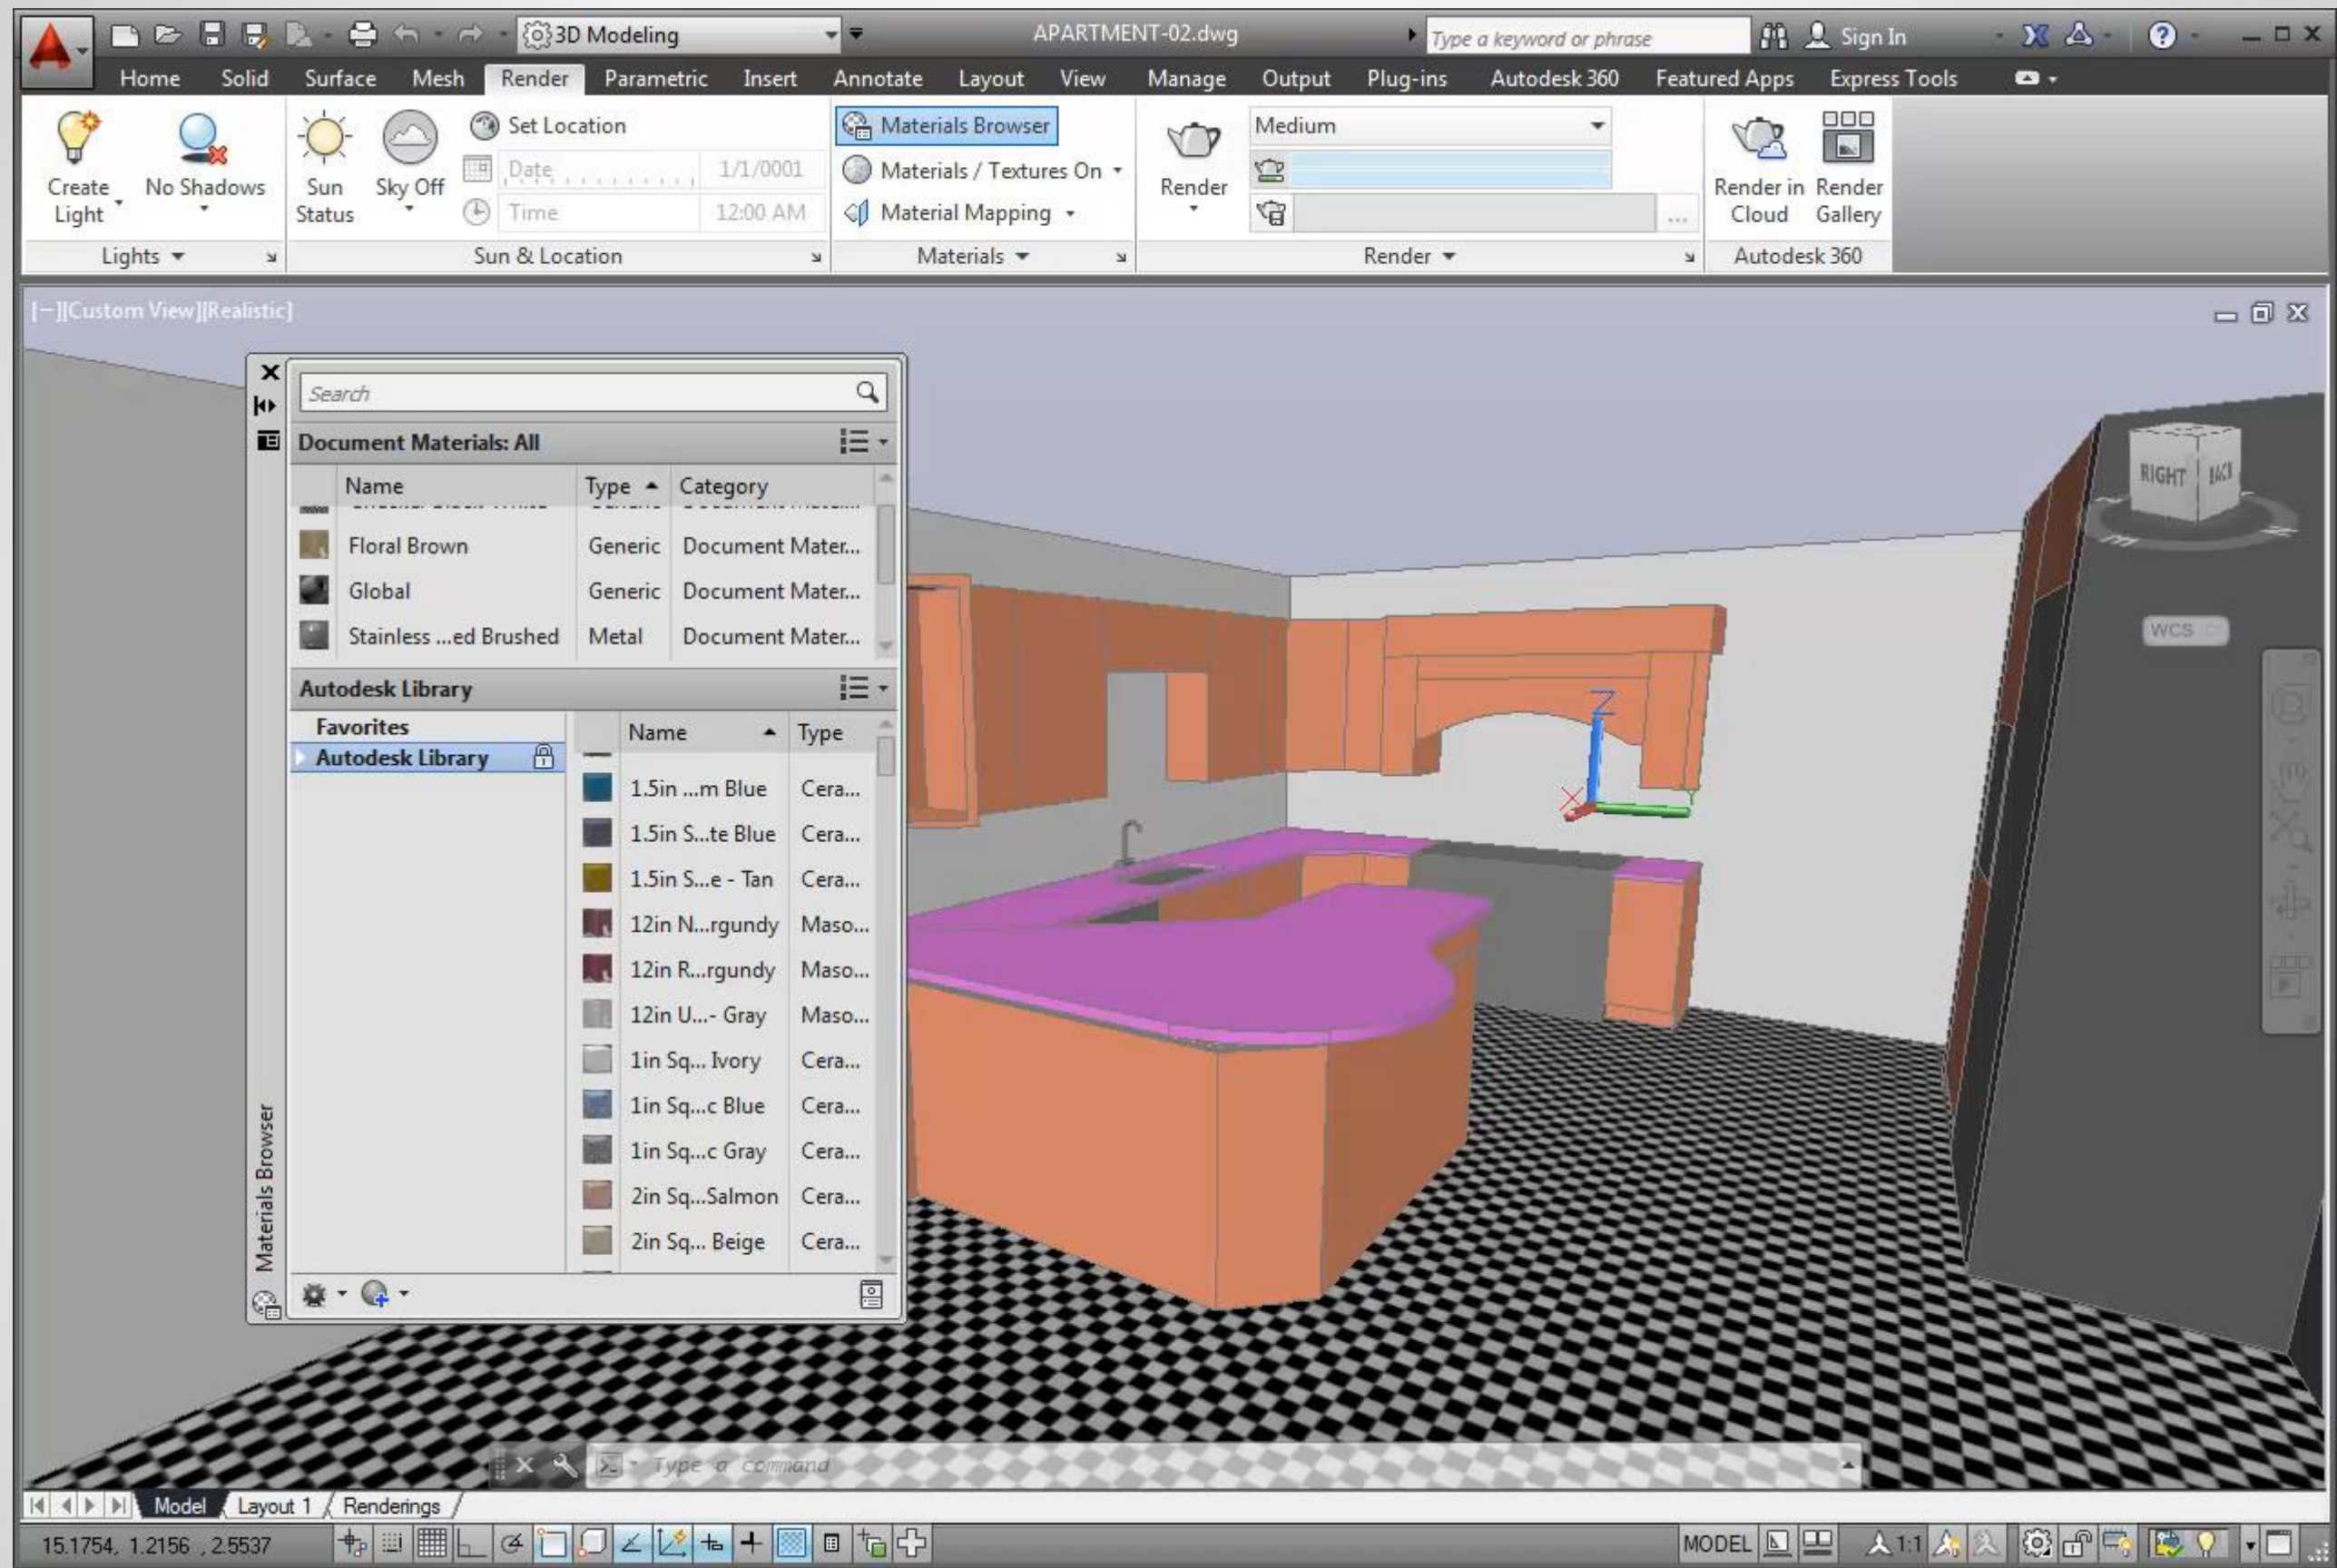 3D Modeling
APARTMENT-02.dwg
Type a keyword or phrase
Sign In
Home Solid Surface Mesh Render Parametric Insert Annotate Layout View Manage Output Plug-ins Autodesk 360 Featured Apps Express Tools
Create Light
No Shadows
Sun Status
Sky Off
Set Location
Date 1/1/0001
Time 12:00 AM
Materials Browser
Materials / Textures On
Material Mapping
Render
Medium
...
Render in Cloud
Render Gallery
Lights
Sun & Location
Materials
Render
Autodesk 360
[−][Custom View][Realistic]
Search
Document Materials: All
Name Type Category
Floral Brown Generic Document Mater...
Global Generic Document Mater...
Stainless ...ed Brushed Metal Document Mater...
Autodesk Library
Favorites
Autodesk Library
Name Type
1.5in ...m Blue Cera...
1.5in S...te Blue Cera...
1.5in S...e - Tan Cera...
12in N...rgundy Maso...
12in R...rgundy Maso...
12in U...- Gray Maso...
1in Sq... Ivory Cera...
1in Sq...c Blue Cera...
1in Sq...c Gray Cera...
2in Sq...Salmon Cera...
2in Sq... Beige Cera...
Materials Browser
RIGHT BACK
WCS
Z
X
Y
Type a command
Model Layout 1 Renderings
15.1754, 1.2156 , 2.5537
MODEL
1:1